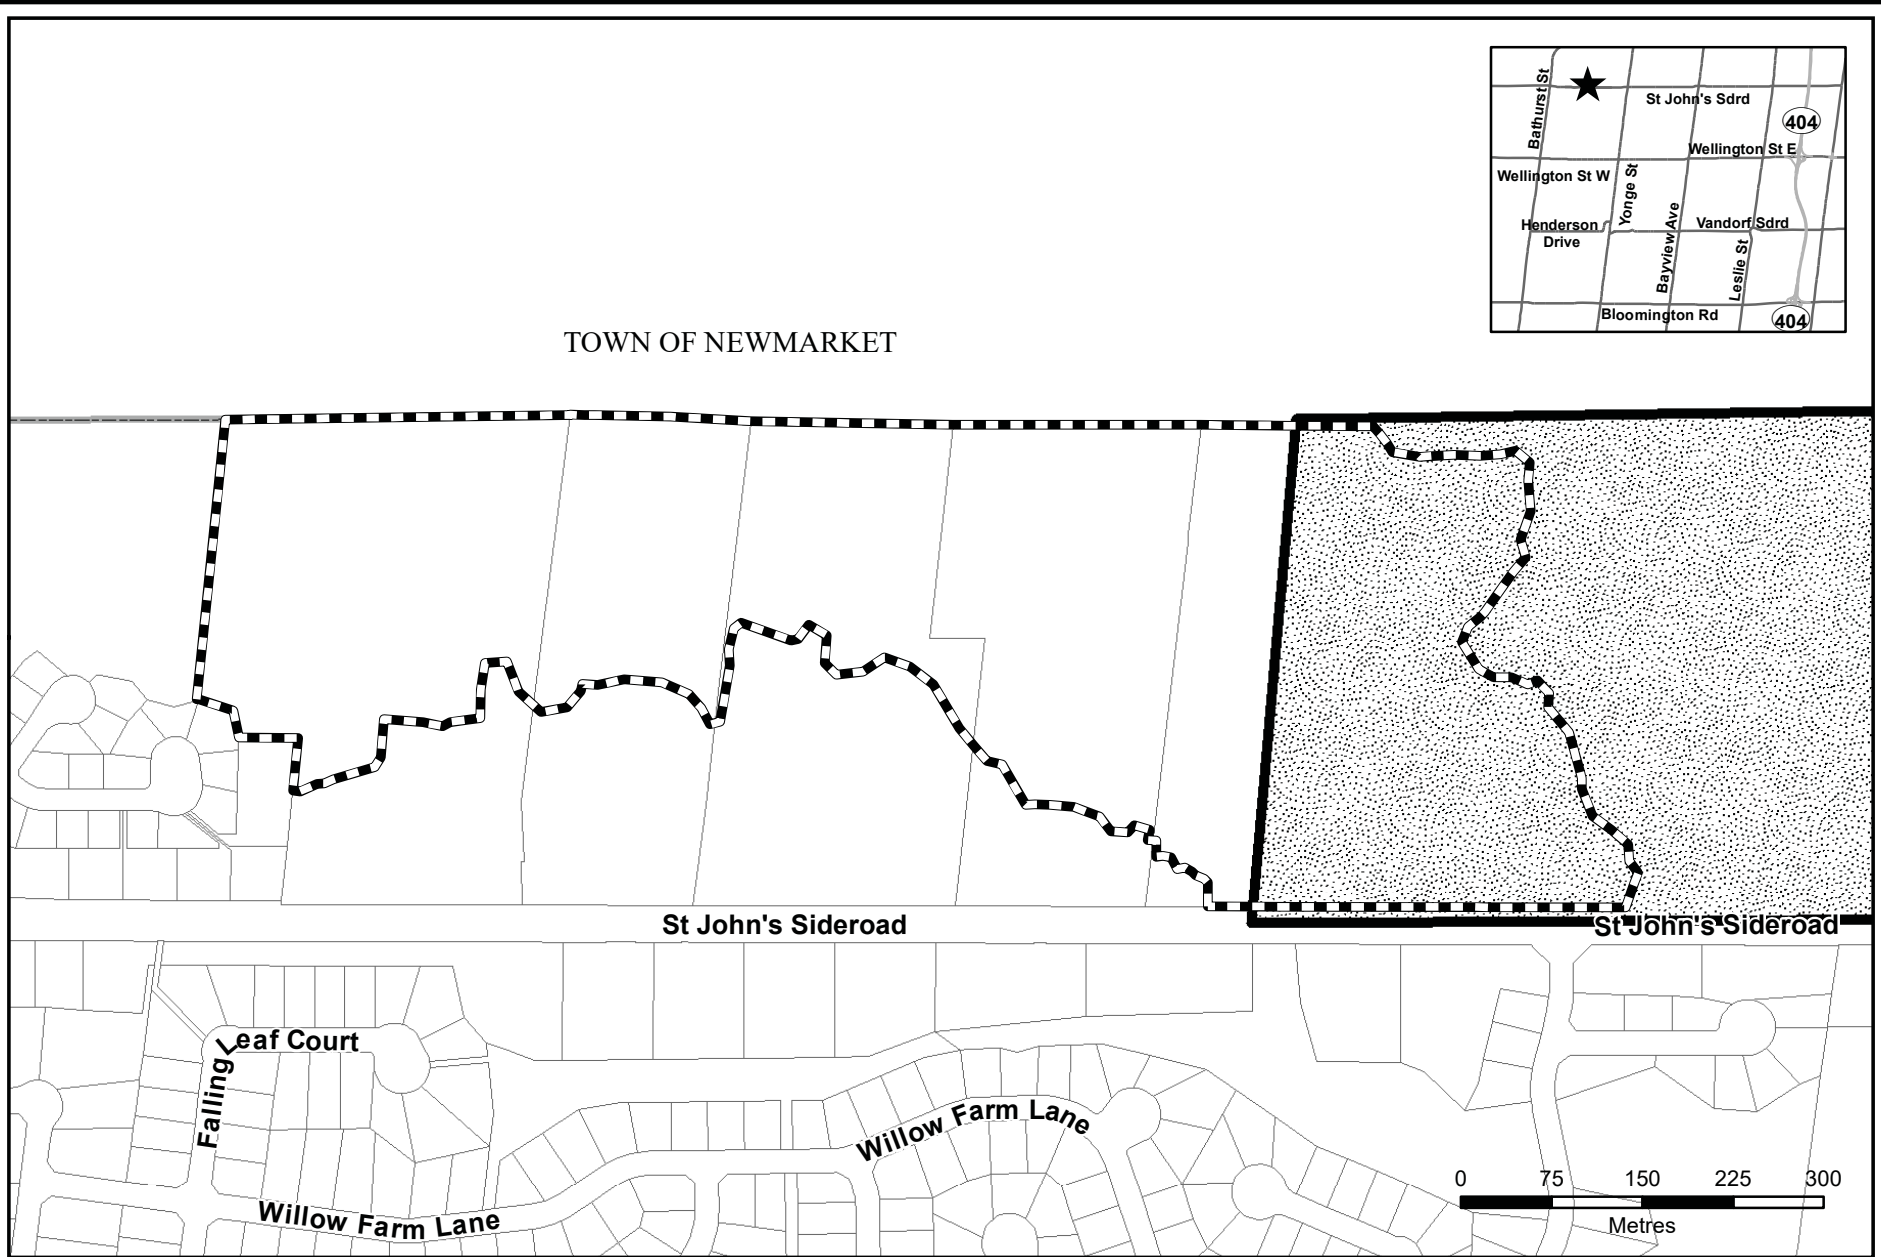 Bathurst St
St John's Sdrd
404
Wellington St E
Wellington St W
Yonge St
Henderson
Drive
Bayview Ave
Vandorf Sdrd
Leslie St
Bloomington Rd
404
TOWN OF NEWMARKET
St John's Sideroad
St John's Sideroad
Falling Leaf Court
Willow Farm Lane
Willow Farm Lane
0 75 150 225 300
Metres